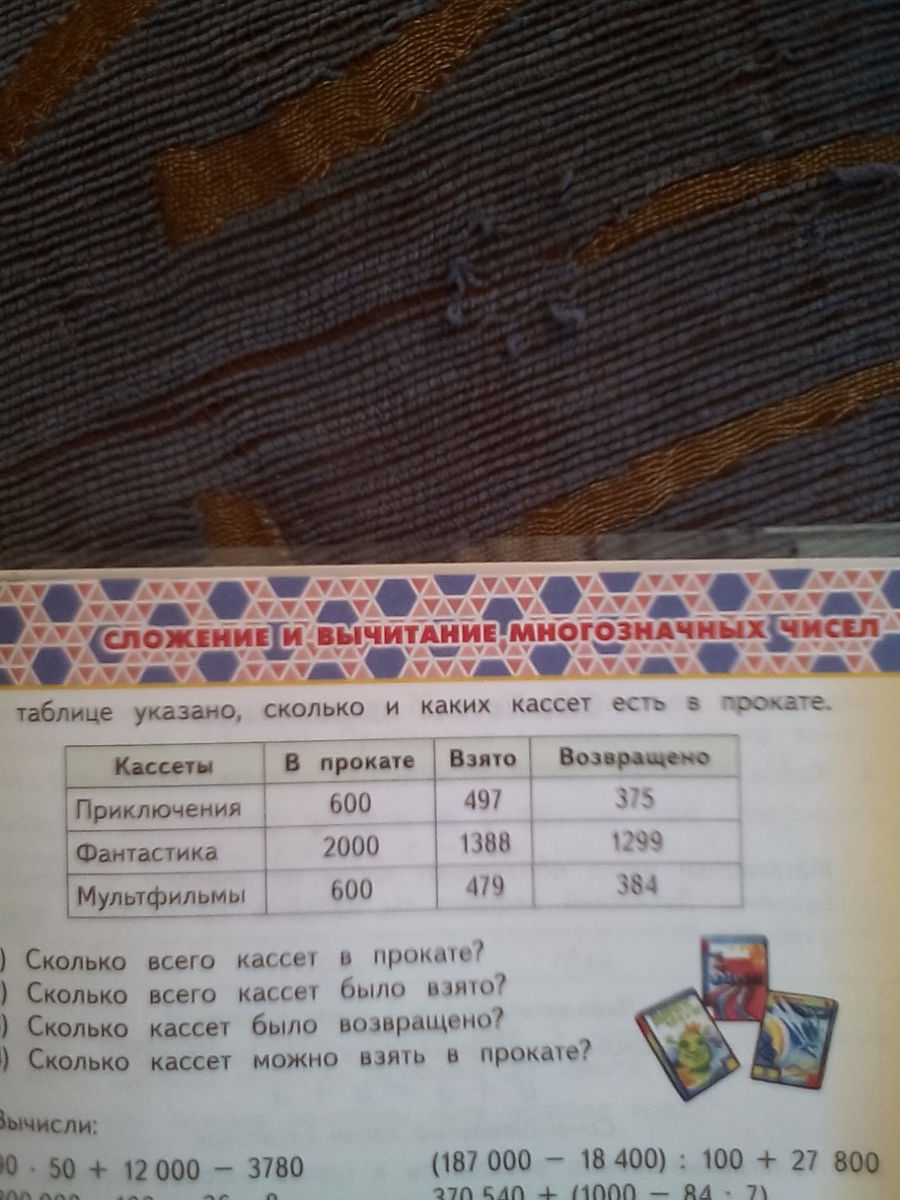 СЛОЖЕНИЕ И ВЫЧИТАНИЕ МНОГОЗНАЧНЫХ ЧИСЕЛ
таблице указано, сколько и каких кассет есть в прокате.
Кассеты В прокате Взято Возвращено
Приключения 600 497 375
Фантастика 2000 1388 1299
Мультфильмы 600 479 384
) Сколько всего кассет в прокате?
) Сколько всего кассет было взято?
) Сколько кассет было возвращено?
) Сколько кассет можно взять в прокате?
Вычисли:
00 · 50 + 12 000 − 3780 (187 000 − 18 400) : 100 + 27 800
370 540 + (1000 − 84 · 7)